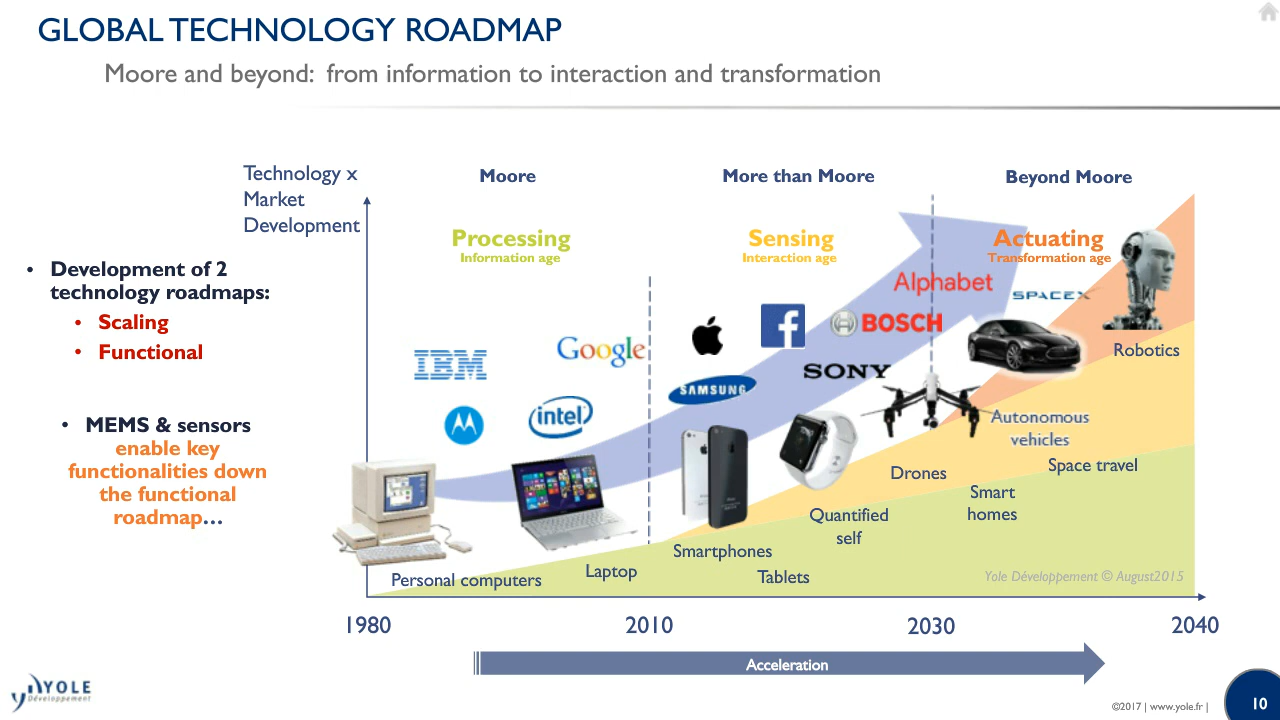 GLOBAL TECHNOLOGY ROADMAP
Moore and beyond: from information to interaction and transformation
Technology x
Market
Development
Moore
More than Moore
Beyond Moore
Processing
Information age
Sensing
Interaction age
Actuating
Transformation age
• Development of 2
technology roadmaps:
• Scaling
• Functional
• MEMS & sensors
enable key
functionalities down
the functional
roadmap…
IBM
Google
intel
SAMSUNG
f
Alphabet
BOSCH
SONY
SPACEX
Robotics
Autonomous
vehicles
Space travel
Drones
Smart
homes
Quantified
self
Smartphones
Tablets
Laptop
Personal computers
Yole Développement © August2015
1980
2010
2030
2040
Acceleration
YOLE
Développement
©2017 | www.yole.fr |
10